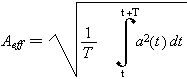 A_eff = √(1/T ∫_t^{t+T} a²(t) dt)